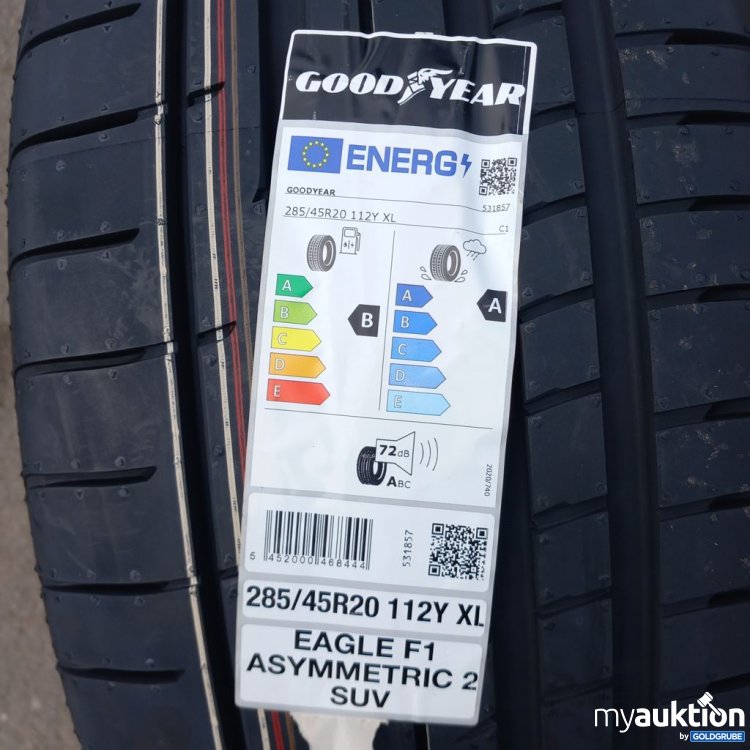 GOODYEAR
ENERG
GOODYEAR
531857
285/45R20 112Y XL
C1
A
B
C
D
E
B
A
B
C
D
E
A
72dB
ABC
2020/740
5 452000 468444
531857
285/45R20 112Y XL
EAGLE F1
ASYMMETRIC 2
SUV
myauktion
by GOLDGRUBE